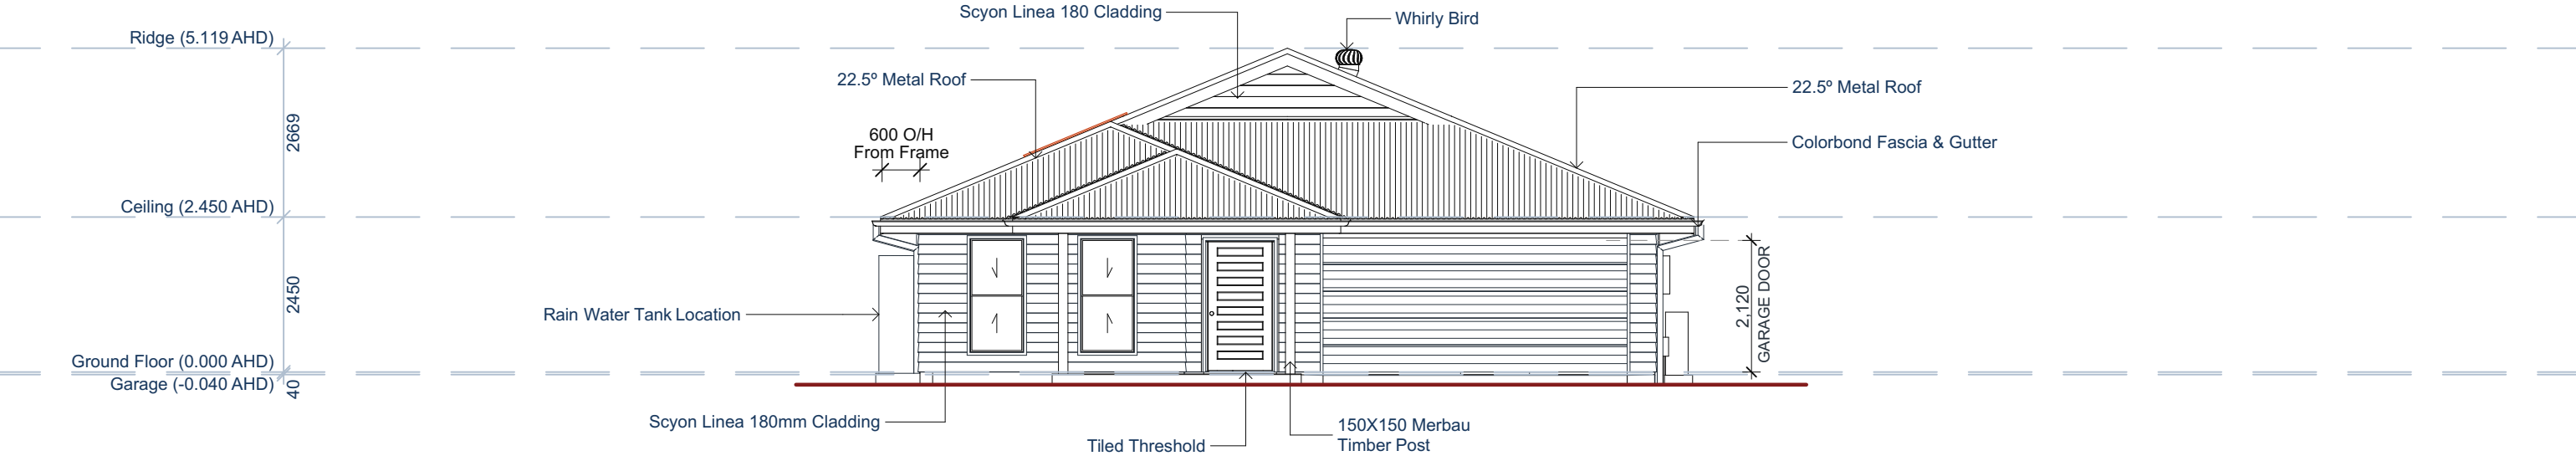 Scyon Linea 180 Cladding
Whirly Bird
Ridge (5.119 AHD)
22.5º Metal Roof
22.5º Metal Roof
2669
600 O/H
From Frame
Colorbond Fascia & Gutter
Ceiling (2.450 AHD)
2450
2,120
GARAGE DOOR
Rain Water Tank Location
Ground Floor (0.000 AHD)
Garage (-0.040 AHD)
40
Scyon Linea 180mm Cladding
150X150 Merbau
Timber Post
Tiled Threshold